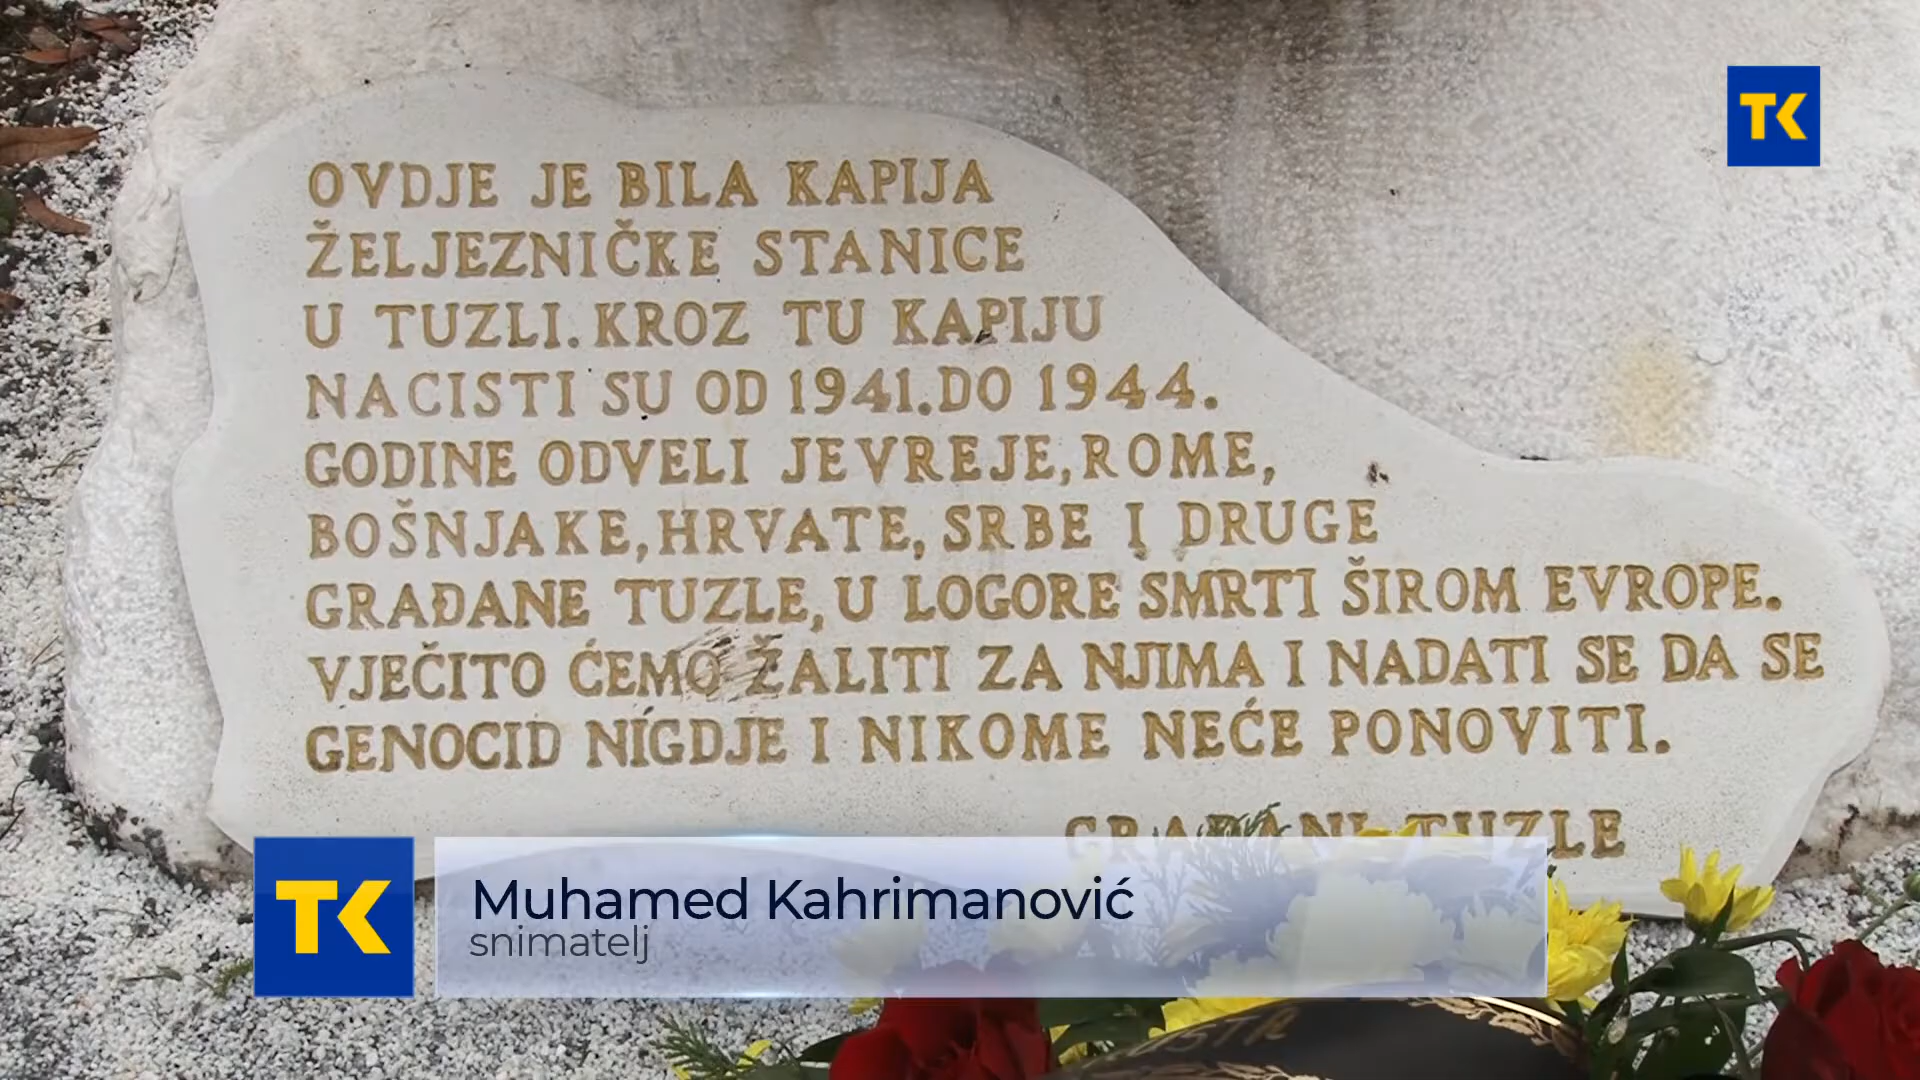 TK
OVDJE JE BILA KAPIJA
ŽELJEZNIČKE STANICE
U TUZLI. KROZ TU KAPIJU
NACISTI SU OD 1941. DO 1944.
GODINE ODVELI JEVREJE, ROME,
BOŠNJAKE, HRVATE, SRBE I DRUGE
GRAĐANE TUZLE, U LOGORE SMRTI ŠIROM EVROPE.
VJEČITO ĆEMO ŽALITI ZA NJIMA I NADATI SE DA SE
GENOCID NIGDJE I NIKOME NEĆE PONOVITI.
GRAĐANI TUZLE
TK
Muhamed Kahrimanović
snimatelj